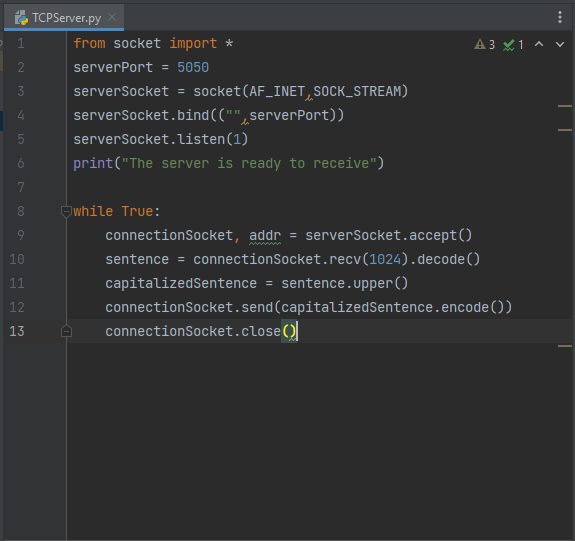 TCPServer.py
3 1
1 from socket import *
2 serverPort = 5050
3 serverSocket = socket(AF_INET,SOCK_STREAM)
4 serverSocket.bind(("",serverPort))
5 serverSocket.listen(1)
6 print("The server is ready to receive")
7
8 while True:
9     connectionSocket, addr = serverSocket.accept()
10     sentence = connectionSocket.recv(1024).decode()
11     capitalizedSentence = sentence.upper()
12     connectionSocket.send(capitalizedSentence.encode())
13     connectionSocket.close()